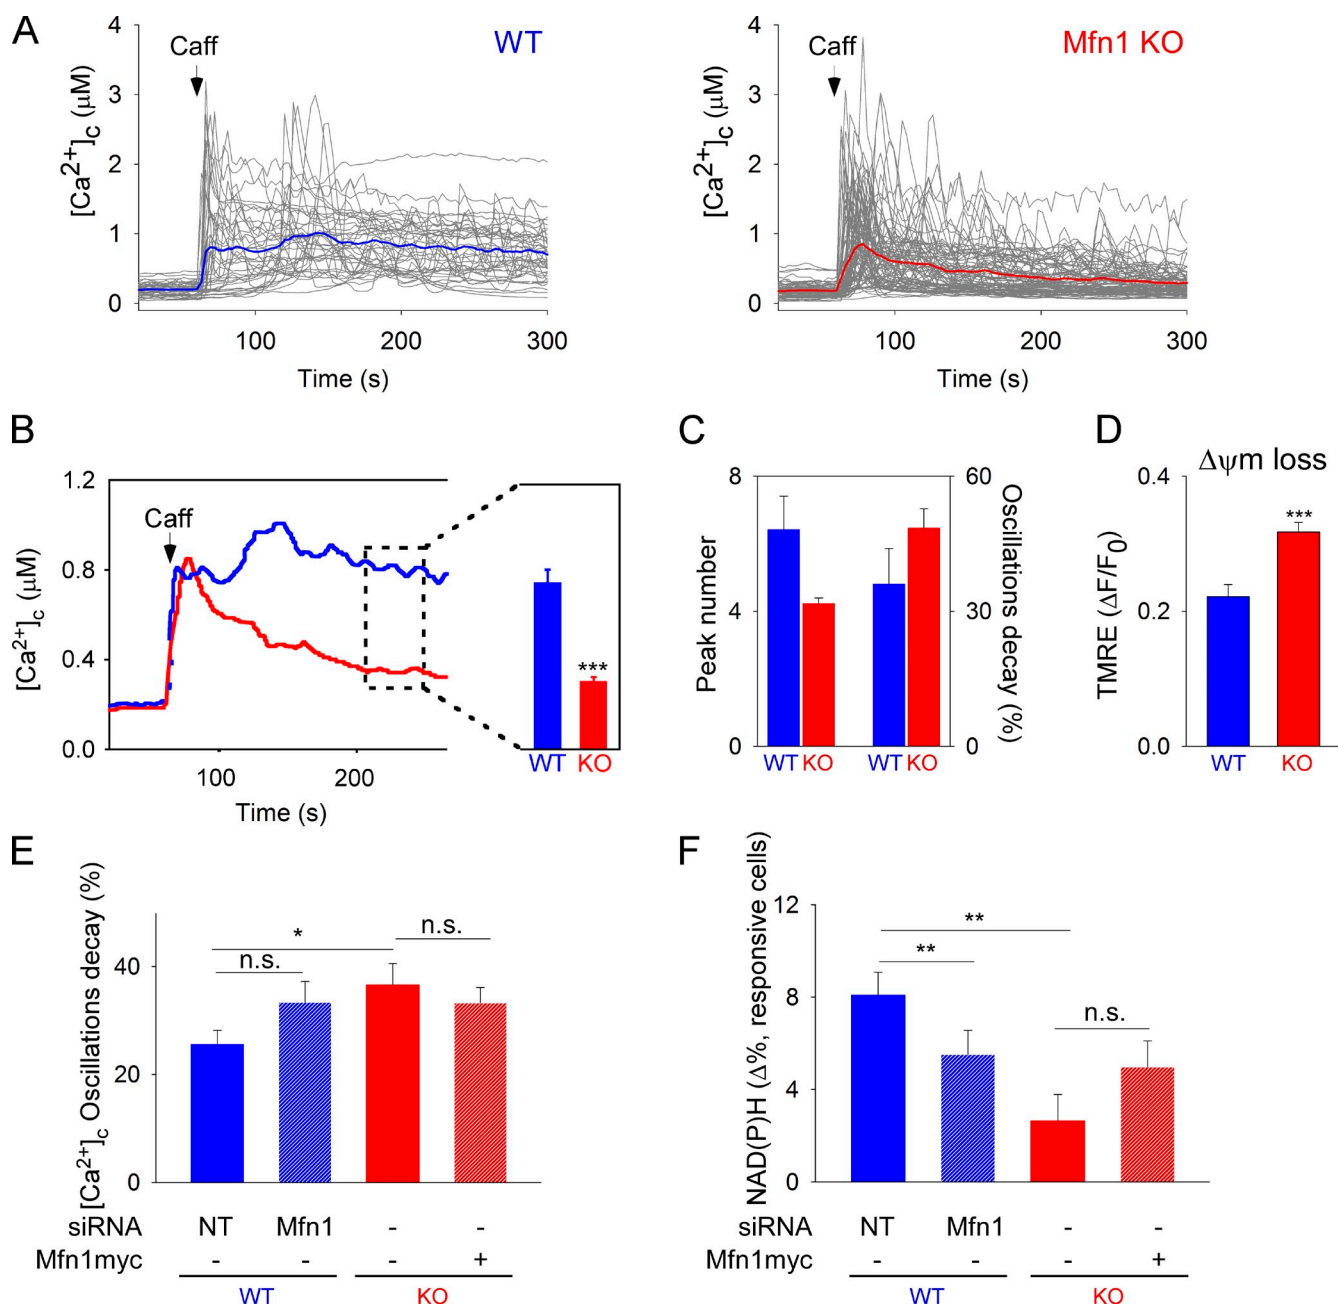 A
4
3
2
1
0
[Ca2+]c (μM)
Caff
WT
100 200 300
Time (s)
4
3
2
1
0
[Ca2+]c (μM)
Caff
Mfn1 KO
100 200 300
Time (s)
B
1.2
0.8
0.4
0.0
[Ca2+]c (μM)
Caff
100 200
Time (s)
***
WT KO
C
8
4
0
Peak number
60
30
0
Oscillations decay (%)
WT KO WT KO
D
Δψm loss
0.4
0.2
0.0
TMRE (ΔF/F0)
***
WT KO
E
[Ca2+]c Oscillations decay (%)
40
20
0
*
n.s.
n.s.
siRNA NT Mfn1 - -
Mfn1myc - - - +
WT KO
F
NAD(P)H (Δ%, responsive cells)
12
8
4
0
**
**
n.s.
siRNA NT Mfn1 - -
Mfn1myc - - - +
WT KO